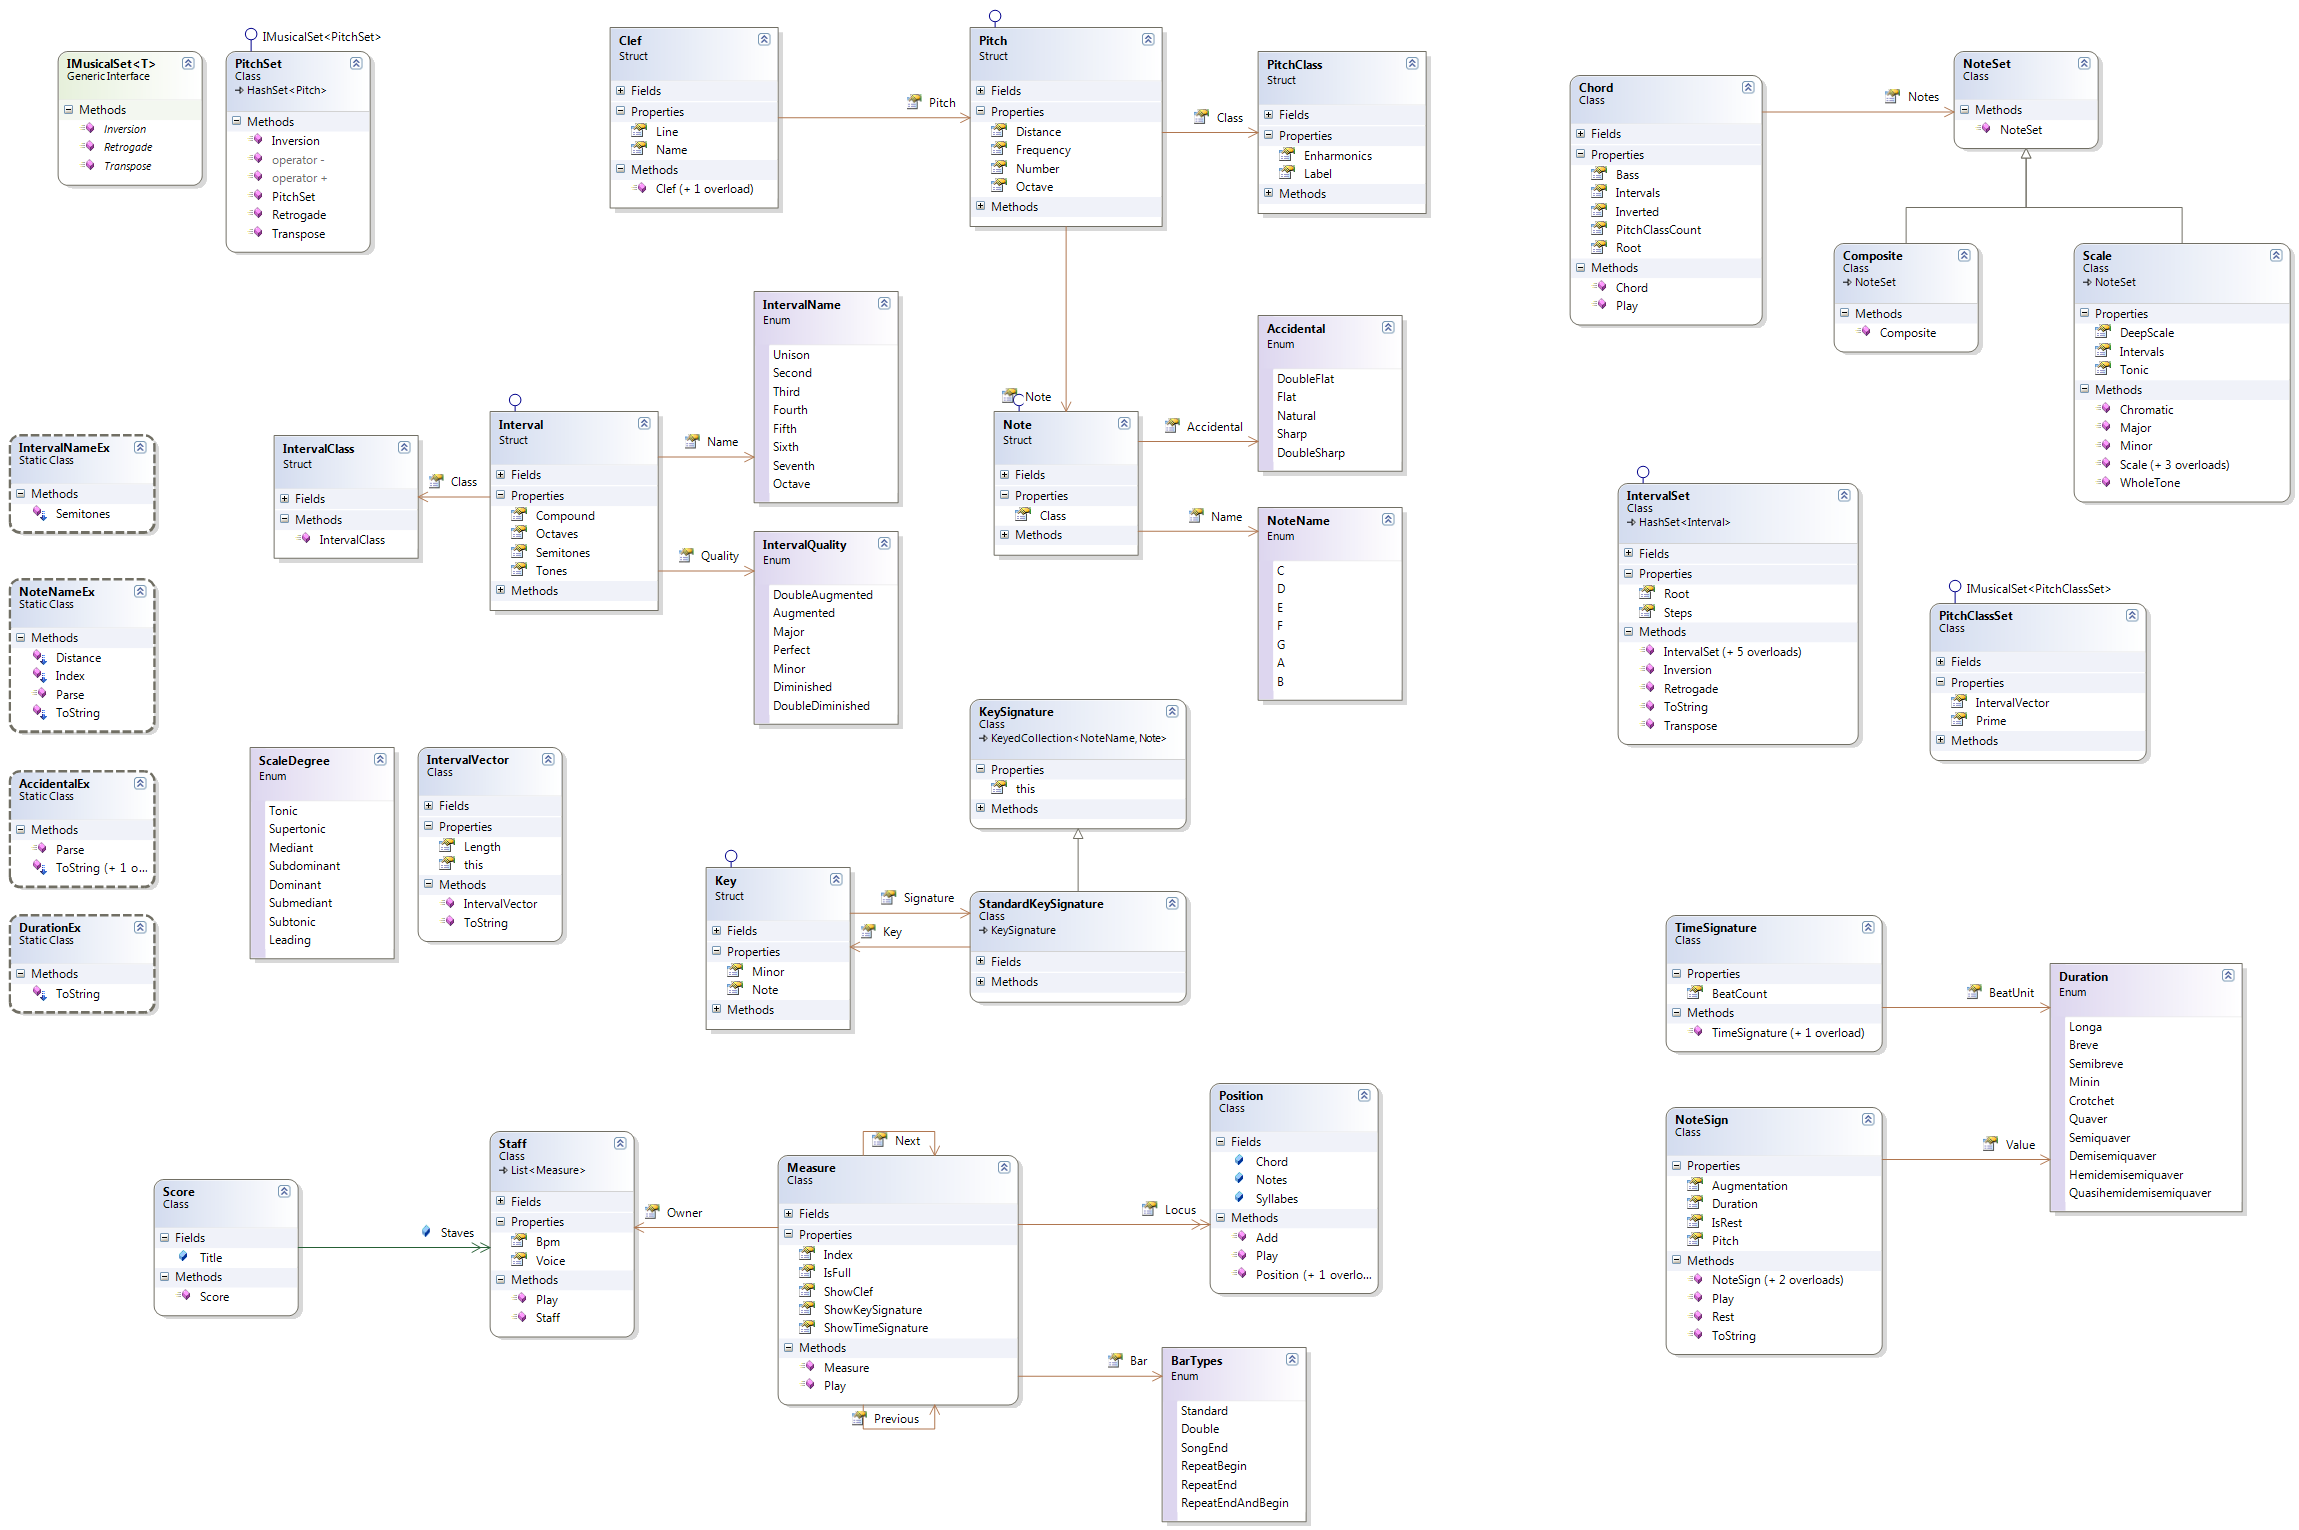 IMusicalSet<T>
GenericInterface
Methods
Inversion
Retrogade
Transpose
IMusicalSet<PitchSet>
PitchSet
Class
HashSet<Pitch>
Methods
Inversion
operator -
operator +
PitchSet
Retrogade
Transpose
Clef
Struct
Fields
Properties
Line
Name
Methods
Clef (+ 1 overload)
Pitch
Pitch
Struct
Fields
Properties
Distance
Frequency
Number
Octave
Methods
Class
PitchClass
Struct
Fields
Properties
Enharmonics
Label
Methods
Chord
Class
Fields
Properties
Bass
Intervals
Inverted
PitchClassCount
Root
Methods
Chord
Play
Notes
NoteSet
Class
Methods
NoteSet
Composite
Class
NoteSet
Methods
Composite
Scale
Class
NoteSet
Properties
DeepScale
Intervals
Tonic
Methods
Chromatic
Major
Minor
Scale (+ 3 overloads)
WholeTone
IntervalNameEx
Static Class
Methods
Semitones
NoteNameEx
Static Class
Methods
Distance
Index
Parse
ToString
AccidentalEx
Static Class
Methods
Parse
ToString (+ 1 o...
DurationEx
Static Class
Methods
ToString
IntervalClass
Struct
Fields
Methods
IntervalClass
Class
Interval
Struct
Fields
Properties
Compound
Octaves
Semitones
Tones
Methods
Name
Quality
IntervalName
Enum
Unison
Second
Third
Fourth
Fifth
Sixth
Seventh
Octave
IntervalQuality
Enum
DoubleAugmented
Augmented
Major
Perfect
Minor
Diminished
DoubleDiminished
Note
Note
Struct
Fields
Properties
Class
Methods
Accidental
Name
Accidental
Enum
DoubleFlat
Flat
Natural
Sharp
DoubleSharp
NoteName
Enum
C
D
E
F
G
A
B
IntervalSet
Class
HashSet<Interval>
Fields
Properties
Root
Steps
Methods
IntervalSet (+ 5 overloads)
Inversion
Retrogade
ToString
Transpose
IMusicalSet<PitchClassSet>
PitchClassSet
Class
Fields
Properties
IntervalVector
Prime
Methods
ScaleDegree
Enum
Tonic
Supertonic
Mediant
Subdominant
Dominant
Submediant
Subtonic
Leading
IntervalVector
Class
Fields
Properties
Length
this
Methods
IntervalVector
ToString
KeySignature
Class
KeyedCollection<NoteName, Note>
Properties
this
Methods
Key
Struct
Fields
Properties
Minor
Note
Methods
Signature
Key
StandardKeySignature
Class
KeySignature
Fields
Methods
TimeSignature
Class
Properties
BeatCount
Methods
TimeSignature (+ 1 overload)
BeatUnit
Duration
Enum
Longa
Breve
Semibreve
Minin
Crotchet
Quaver
Semiquaver
Demisemiquaver
Hemidemisemiquaver
Quasihemidemisemiquaver
NoteSign
Class
Properties
Augmentation
Duration
IsRest
Pitch
Methods
NoteSign (+ 2 overloads)
Play
Rest
ToString
Value
Score
Class
Fields
Title
Methods
Score
Staves
Staff
Class
List<Measure>
Fields
Properties
Bpm
Voice
Methods
Play
Staff
Owner
Next
Measure
Class
Fields
Properties
Index
IsFull
ShowClef
ShowKeySignature
ShowTimeSignature
Methods
Measure
Play
Previous
Locus
Position
Class
Fields
Chord
Notes
Syllabes
Methods
Add
Play
Position (+ 1 overlo...
Bar
BarTypes
Enum
Standard
Double
SongEnd
RepeatBegin
RepeatEnd
RepeatEndAndBegin